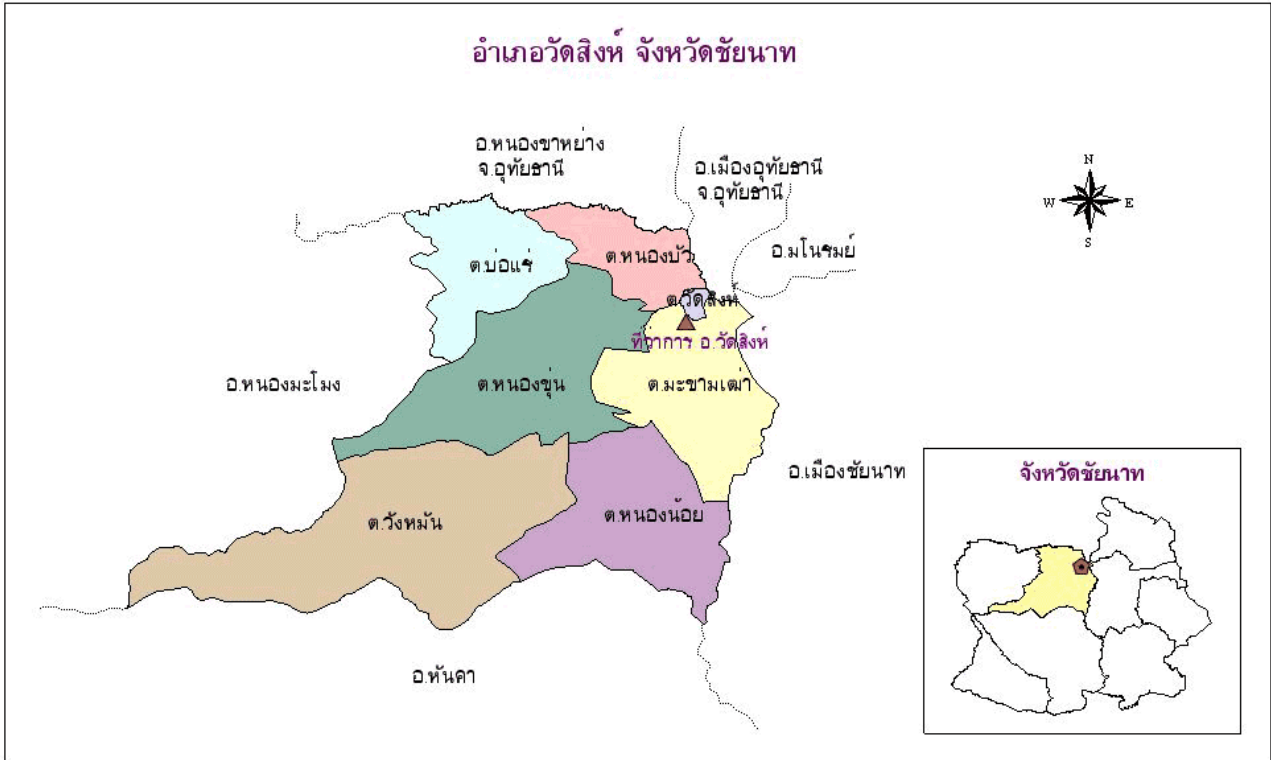 อำเภอวัดสิงห์ จังหวัดชัยนาท
อ.หนองขาหย่าง
จ.อุทัยธานี
อ.เมืองอุทัยธานี
จ.อุทัยธานี
N
W E
S
อ.มโนรมย์
ต.หนองบัว
ต.บ่อแร่
ต.วัดสิงห์
ที่ว่าการ อ.วัดสิงห์
อ.หนองมะโมง
ต.หนองขุ่น
ต.มะขามเฒ่า
อ.เมืองชัยนาท
จังหวัดชัยนาท
ต.วังหมัน
ต.หนองน้อย
อ.หันคา